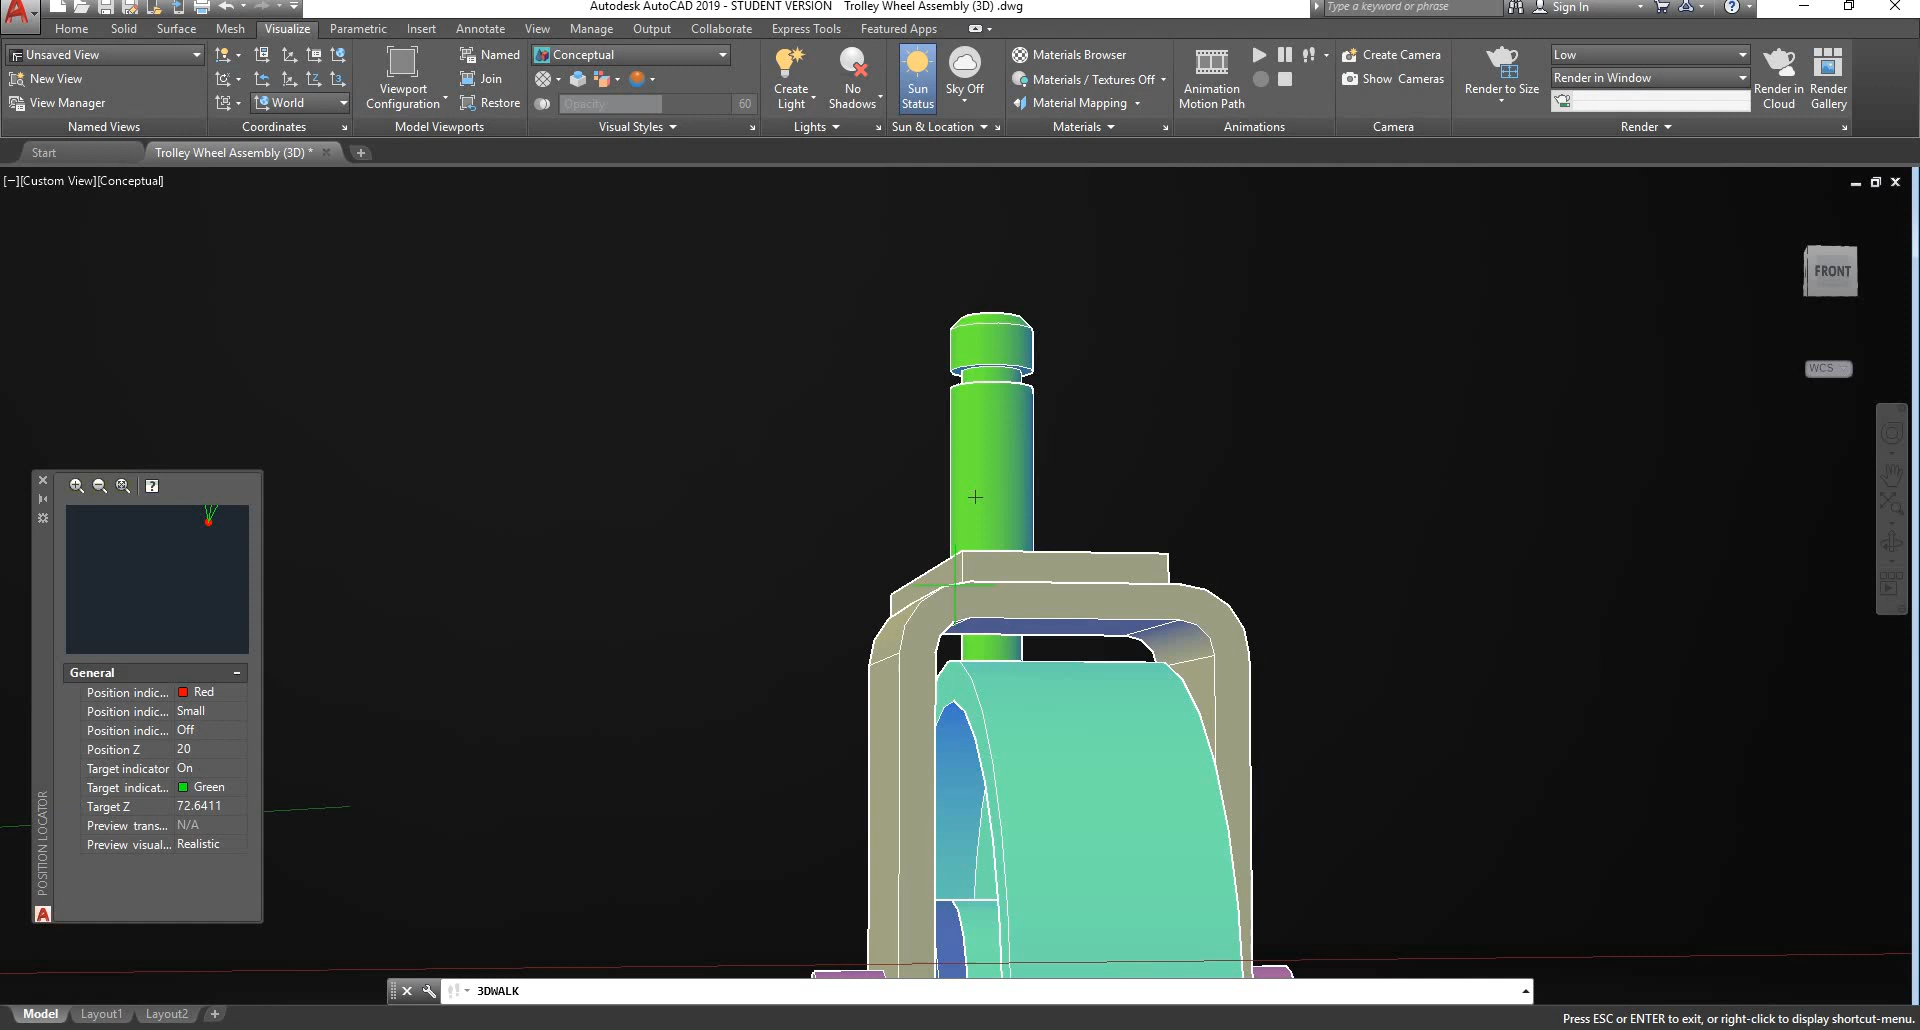 Autodesk AutoCAD 2019 - STUDENT VERSION Trolley Wheel Assembly (3D) .dwg
Type a keyword or phrase
Sign In
Home Solid Surface Mesh Visualize Parametric Insert Annotate View Manage Output Collaborate Express Tools Featured Apps
Unsaved View
New View
View Manager
Named Views
World
Coordinates
Viewport
Configuration
Named
Join
Restore
Model Viewports
Conceptual
Opacity 60
Visual Styles
Create
Light
No
Shadows
Lights
Sun
Status
Sky Off
Sun & Location
Materials Browser
Materials / Textures Off
Material Mapping
Materials
Animation
Motion Path
Animations
Create Camera
Show Cameras
Camera
Render to Size
Low
Render in Window
Render in
Cloud
Render
Gallery
Render
Start
Trolley Wheel Assembly (3D) *
[−][Custom View][Conceptual]
FRONT
WCS
General
Position indic... Red
Position indic... Small
Position indic... Off
Position Z 20
Target indicator On
Target indicat... Green
Target Z 72.6411
Preview trans... N/A
Preview visual... Realistic
POSITION LOCATOR
3DWALK
Model Layout1 Layout2 +
Press ESC or ENTER to exit, or right-click to display shortcut-menu.